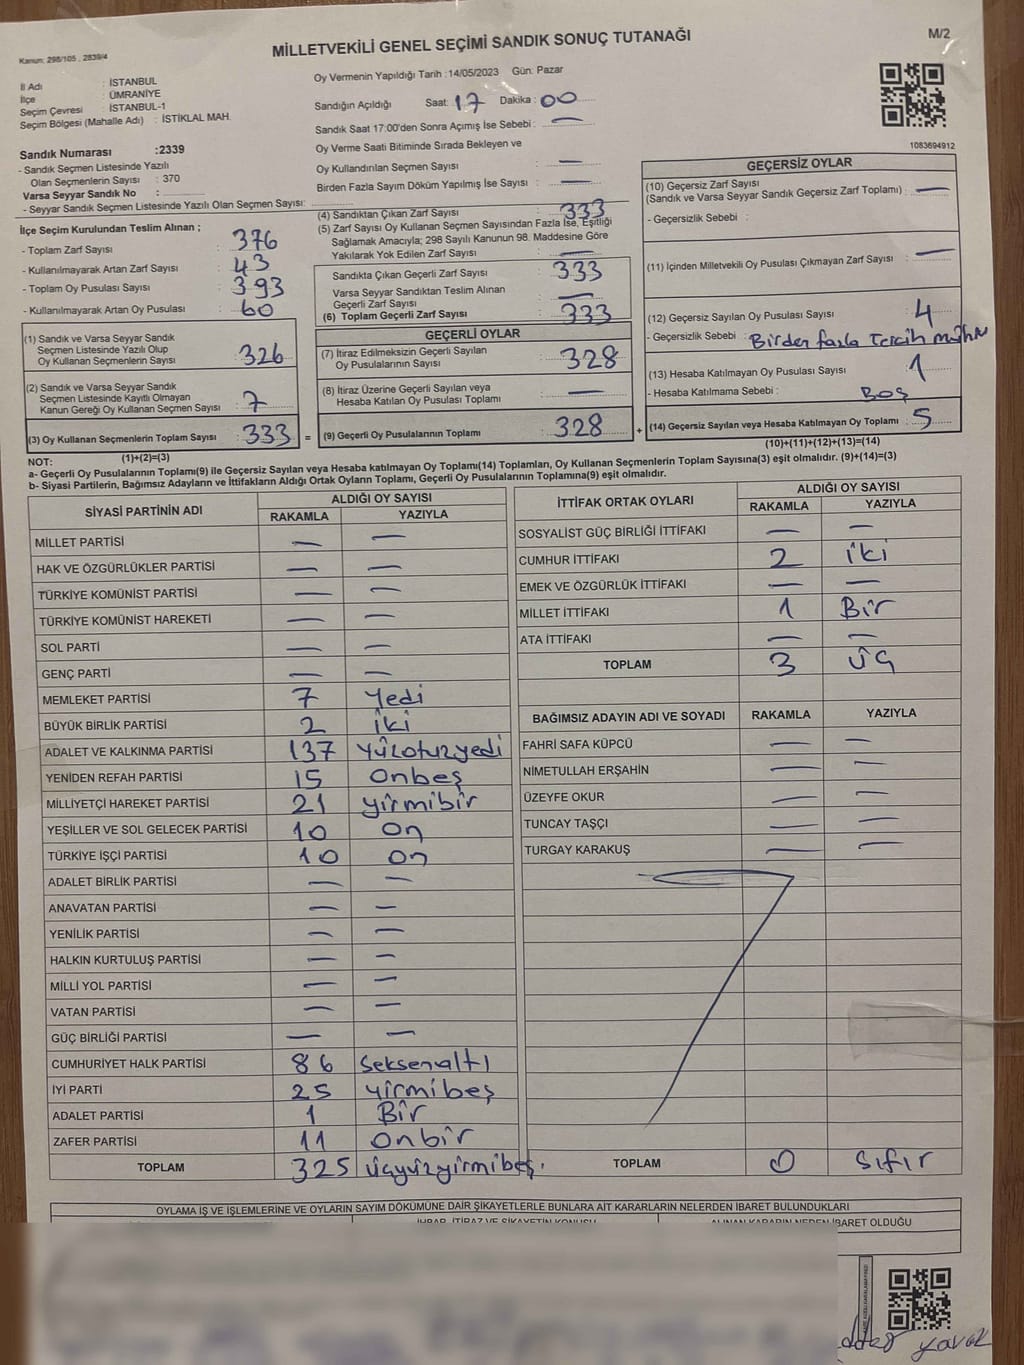 MİLLETVEKİLİ GENEL SEÇİMİ SANDIK SONUÇ TUTANAĞI
M/2
Kanun: 298/105 , 2839/4
İl Adı : İSTANBUL
İlçe : ÜMRANİYE
Seçim Çevresi : İSTANBUL-1
Seçim Bölgesi (Mahalle Adı) : İSTİKLAL MAH.
Sandık Numarası :2339
- Sandık Seçmen Listesinde Yazılı
Olan Seçmenlerin Sayısı : 370
Varsa Seyyar Sandık No :
- Seyyar Sandık Seçmen Listesinde Yazılı Olan Seçmen Sayısı:
Oy Vermenin Yapıldığı Tarih :14/05/2023 Gün: Pazar
Sandığın Açıldığı Saat: 17 Dakika : 00
Sandık Saat 17:00'den Sonra Açımış İse Sebebi : —
Oy Verme Saati Bitiminde Sırada Bekleyen ve
Oy Kullandırılan Seçmen Sayısı : —
Birden Fazla Sayım Döküm Yapılmış İse Sayısı : —
1083694912
İlçe Seçim Kurulundan Teslim Alınan ;
- Toplam Zarf Sayısı : 376
- Kullanılmayarak Artan Zarf Sayısı : 43
- Toplam Oy Pusulası Sayısı : 393
- Kullanılmayarak Artan Oy Pusulası : 60
(1) Sandık ve Varsa Seyyar Sandık
Seçmen Listesinde Yazılı Olup
Oy Kullanan Seçmenlerin Sayısı : 326
(2) Sandık ve Varsa Seyyar Sandık
Seçmen Listesinde Kayıtlı Olmayan
Kanun Gereği Oy Kullanan Seçmen Sayısı : 7
(3) Oy Kullanan Seçmenlerin Toplam Sayısı : 333 =
(1)+(2)=(3)
(4) Sandıktan Çıkan Zarf Sayısı : 333
(5) Zarf Sayısı Oy Kullanan Seçmen Sayısından Fazla İse, Eşitliği
Sağlamak Amacıyla; 298 Sayılı Kanunun 98. Maddesine Göre
Yakılarak Yok Edilen Zarf Sayısı : —
Sandıkta Çıkan Geçerli Zarf Sayısı : 333
Varsa Seyyar Sandıktan Teslim Alınan
Geçerli Zarf Sayısı : —
(6) Toplam Geçerli Zarf Sayısı : 333
GEÇERLİ OYLAR
(7) İtiraz Edilmeksizin Geçerli Sayılan
Oy Pusulalarının Sayısı : 328
(8) İtiraz Üzerine Geçerli Sayılan veya
Hesaba Katılan Oy Pusulası Toplamı : —
(9) Geçerli Oy Pusulalarının Toplamı : 328 +
GEÇERSİZ OYLAR
(10) Geçersiz Zarf Sayısı
(Sandık ve Varsa Seyyar Sandık Geçersiz Zarf Toplamı) : —
- Geçersizlik Sebebi :
(11) İçinden Milletvekili Oy Pusulası Çıkmayan Zarf Sayısı : —
(12) Geçersiz Sayılan Oy Pusulası Sayısı : 4
- Geçersizlik Sebebi : Birden fazla tercih
(13) Hesaba Katılmayan Oy Pusulası Sayısı : 1
- Hesaba Katılmama Sebebi : BOŞ
(14) Geçersiz Sayılan veya Hesaba Katılmayan Oy Toplamı : 5
(10)+(11)+(12)+(13)=(14)
NOT:
a- Geçerli Oy Pusulalarının Toplamı(9) ile Geçersiz Sayılan veya Hesaba katılmayan Oy Toplamı(14) Toplamları, Oy Kullanan Seçmenlerin Toplam Sayısına(3) eşit olmalıdır. (9)+(14)=(3)
b- Siyasi Partilerin, Bağımsız Adayların ve İttifakların Aldığı Ortak Oyların Toplamı, Geçerli Oy Pusulalarının Toplamına(9) eşit olmalıdır.
SİYASİ PARTİNİN ADI ALDIĞI OY SAYISI
RAKAMLA YAZIYLA
MİLLET PARTİSİ — —
HAK VE ÖZGÜRLÜKLER PARTİSİ — —
TÜRKİYE KOMÜNİST PARTİSİ — —
TÜRKİYE KOMÜNİST HAREKETİ — —
SOL PARTİ — —
GENÇ PARTİ — —
MEMLEKET PARTİSİ 7 Yedi
BÜYÜK BİRLİK PARTİSİ 2 iki
ADALET VE KALKINMA PARTİSİ 137 yüzotuzyedi
YENİDEN REFAH PARTİSİ 15 Onbeş
MİLLİYETÇİ HAREKET PARTİSİ 21 yirmibir
YEŞİLLER VE SOL GELECEK PARTİSİ 10 On
TÜRKİYE İŞÇİ PARTİSİ 10 On
ADALET BİRLİK PARTİSİ — —
ANAVATAN PARTİSİ — —
YENİLİK PARTİSİ — —
HALKIN KURTULUŞ PARTİSİ — —
MİLLİ YOL PARTİSİ — —
VATAN PARTİSİ — —
GÜÇ BİRLİĞİ PARTİSİ — —
CUMHURİYET HALK PARTİSİ 86 Seksenaltı
İYİ PARTİ 25 yirmibeş
ADALET PARTİSİ 1 Bir
ZAFER PARTİSİ 11 Onbir
TOPLAM 325 üçyüzyirmibeş.
İTTİFAK ORTAK OYLARI ALDIĞI OY SAYISI
RAKAMLA YAZIYLA
SOSYALİST GÜÇ BİRLİĞİ İTTİFAKI — —
CUMHUR İTTİFAKI 2 iki
EMEK VE ÖZGÜRLÜK İTTİFAKI — —
MİLLET İTTİFAKI 1 Bir
ATA İTTİFAKI — —
TOPLAM 3 üç
BAĞIMSIZ ADAYIN ADI VE SOYADI RAKAMLA YAZIYLA
FAHRİ SAFA KÜPCÜ — —
NİMETULLAH ERŞAHİN — —
ÜZEYFE OKUR — —
TUNCAY TAŞÇI — —
TURGAY KARAKUŞ — —
TOPLAM 0 Sıfır
OYLAMA İŞ VE İŞLEMLERİNE VE OYLARIN SAYIM DÖKÜMÜNE DAİR ŞİKAYETLERLE BUNLARA AİT KARARLARIN NELERDEN İBARET BULUNDUKLARI
İHBAR, İTİRAZ VE ŞİKAYETİN KONUSU ALINAN KARARIN NEDEN İBARET OLDUĞU